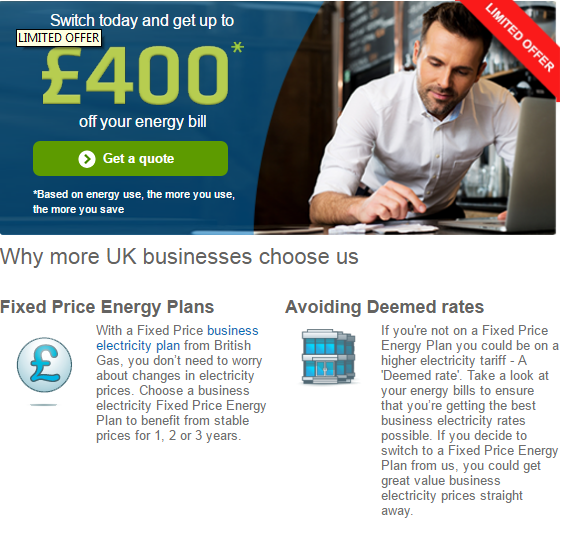 Switch today and get up to
LIMITED OFFER
£400*
off your energy bill
Get a quote
*Based on energy use, the more you use,
the more you save
LIMITED OFFER
Why more UK businesses choose us
Fixed Price Energy Plans
£
With a Fixed Price business
electricity plan from British
Gas, you don't need to worry
about changes in electricity
prices. Choose a business
electricity Fixed Price Energy
Plan to benefit from stable
prices for 1, 2 or 3 years.
Avoiding Deemed rates
If you're not on a Fixed Price
Energy Plan you could be on a
higher electricity tariff - A
'Deemed rate'. Take a look at
your energy bills to ensure
that you're getting the best
business electricity rates
possible. If you decide to
switch to a Fixed Price Energy
Plan from us, you could get
great value business
electricity prices straight
away.